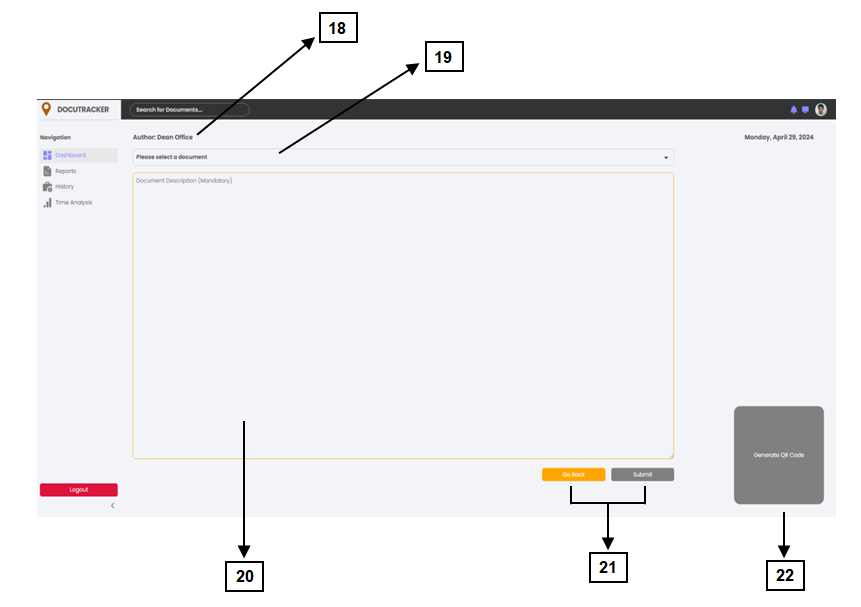 18
19
DOCUTRACKER
Search for Documents...
Navigation
Author: Dean Office
Monday, April 29, 2024
Dashboard
Please select a document
Reports
Document Description (Mandatory)
History
Time Analysis
Generate QR Code
Go Back
Submit
Logout
20
21
22